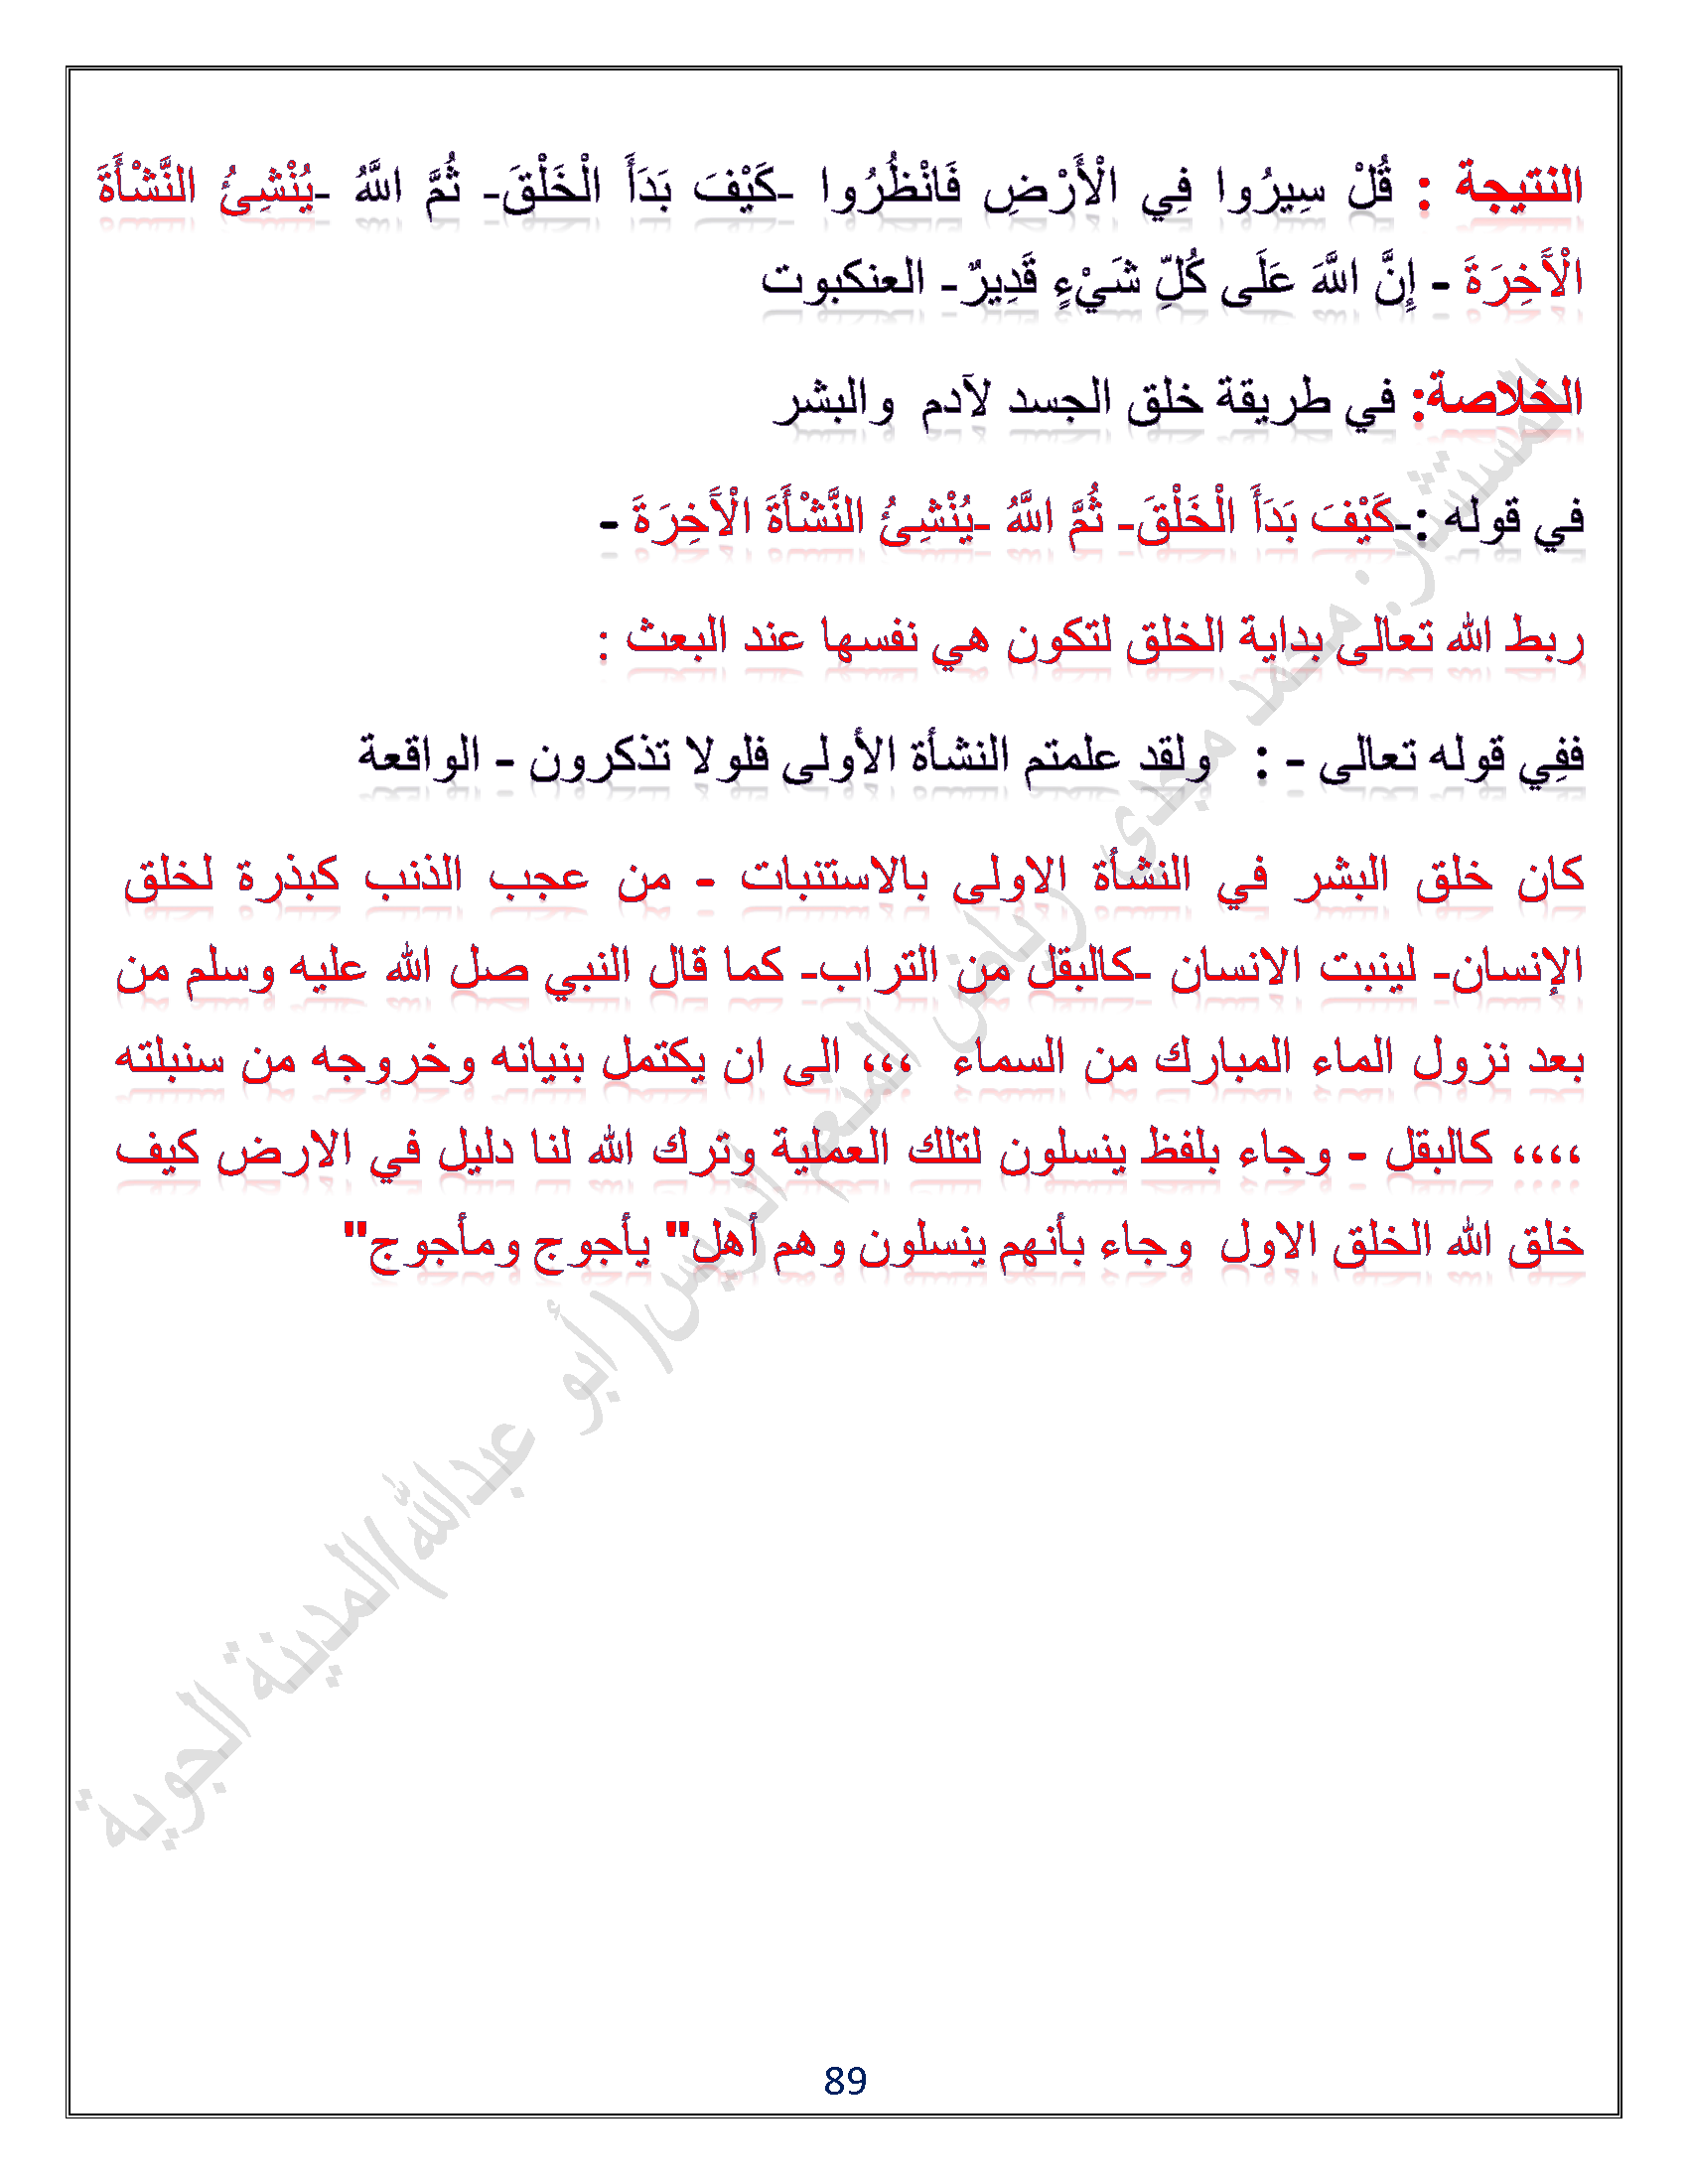 النتيجة : قُلْ سِيرُوا فِي الْأَرْضِ فَانْظُرُوا -كَيْفَ بَدَأَ الْخَلْقَ- ثُمَّ اللَّهُ -يُنْشِئُ النَّشْأَةَ
الْآَخِرَةَ - إِنَّ اللَّهَ عَلَى كُلِّ شَيْءٍ قَدِيرٌ- العنكبوت
الخلاصة: في طريقة خلق الجسد لآدم والبشر
في قوله :-كَيْفَ بَدَأَ الْخَلْقَ- ثُمَّ اللَّهُ -يُنْشِئُ النَّشْأَةَ الْآَخِرَةَ -
ربط الله تعالى بداية الخلق لتكون هي نفسها عند البعث :
ففِي قوله تعالى - : ولقد علمتم النشأة الأولى فلولا تذكرون - الواقعة
كان خلق البشر في النشأة الاولى بالاستنبات - من عجب الذنب كبذرة لخلق
الإنسان- لينبت الانسان -كالبقل من التراب- كما قال النبي صل الله عليه وسلم من
بعد نزول الماء المبارك من السماء ،،، الى ان يكتمل بنيانه وخروجه من سنبلته
،،،، كالبقل - وجاء بلفظ ينسلون لتلك العملية وترك الله لنا دليل في الارض كيف
خلق الله الخلق الاول وجاء بأنهم ينسلون وهم أهل" يأجوج ومأجوج"
المستشار: محمد مجدي رياض المنعم الريس( أبو عبدالله)المدينة الجوية
89